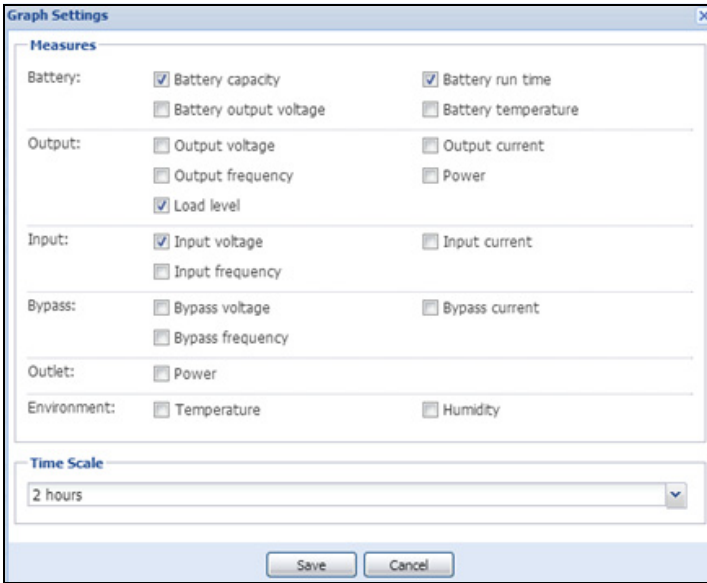 Graph Settings
Measures
Battery: Battery capacity Battery run time
Battery output voltage Battery temperature
Output: Output voltage Output current
Output frequency Power
Load level
Input: Input voltage Input current
Input frequency
Bypass: Bypass voltage Bypass current
Bypass frequency
Outlet: Power
Environment: Temperature Humidity
Time Scale
2 hours
Save Cancel